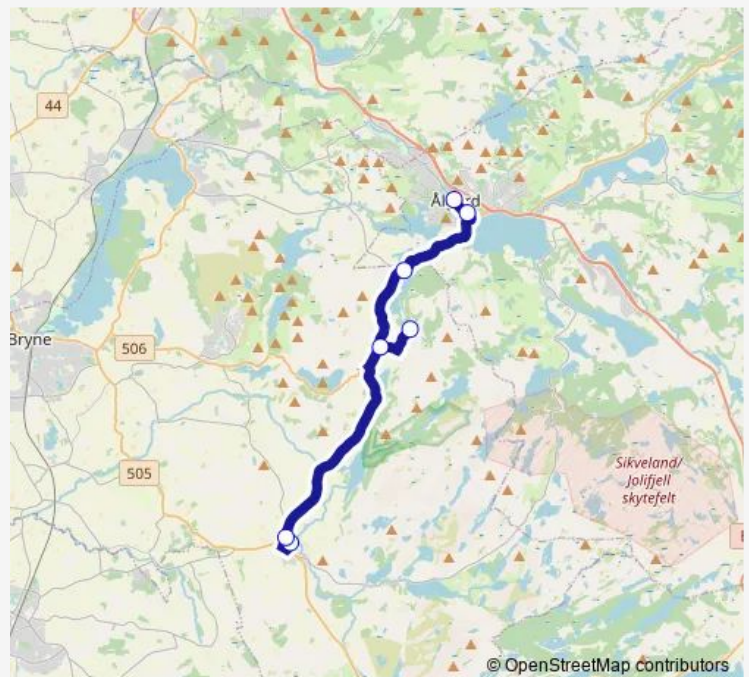 44
Bryne
506
505
Sikveland/
Jolifjell
skytefelt
© OpenStreetMap contributors